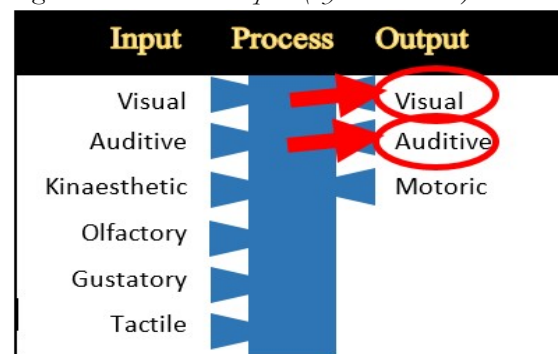 Input Process Output
Visual Visual
Auditive Auditive
Kinaesthetic Motoric
Olfactory
Gustatory
Tactile